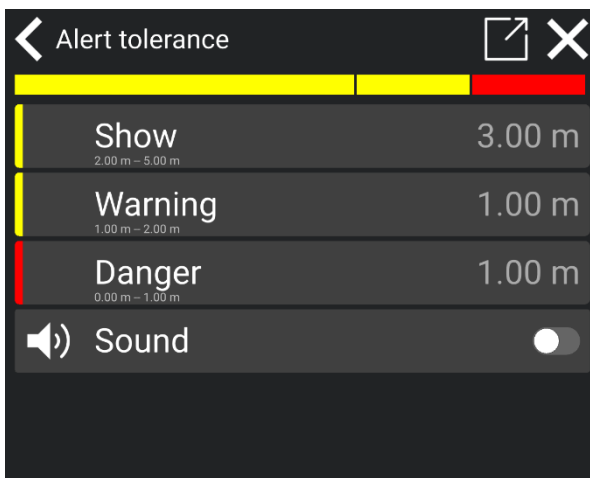 Alert tolerance
Show 3.00 m
2.00 m – 5.00 m
Warning 1.00 m
1.00 m – 2.00 m
Danger 1.00 m
0.00 m – 1.00 m
Sound